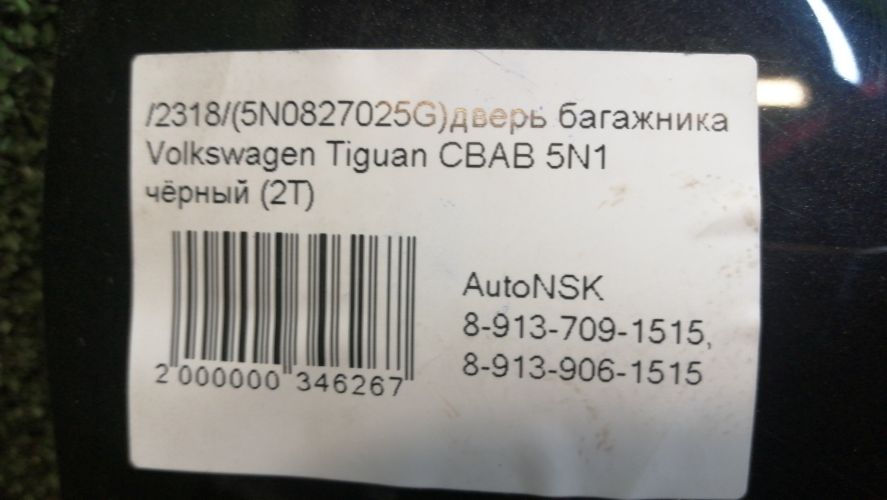 /2318/(5N0827025G)дверь багажника
Volkswagen Tiguan CBAB 5N1
чёрный (2T)
AutoNSK
8-913-709-1515,
8-913-906-1515
2 000000 346267